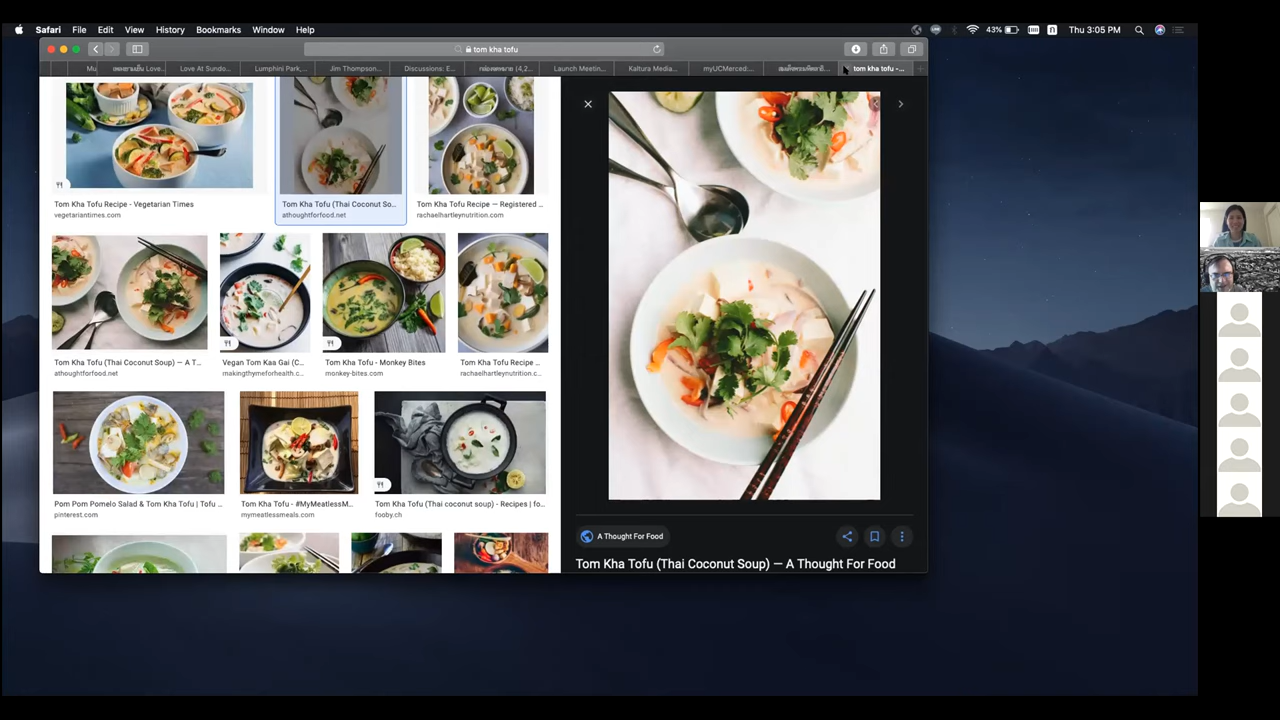 Safari File Edit View History Bookmarks Window Help
43%
Thu 3:05 PM
tom kha tofu
Mu
Love At Sundo...
Lumphini Park,...
Jim Thompson...
Discussions: E...
Launch Meetin...
Kaltura Media...
myUCMerced:...
tom kha tofu -...
Tom Kha Tofu Recipe - Vegetarian Times
vegetariantimes.com
Tom Kha Tofu (Thai Coconut So...
athoughtforfood.net
Tom Kha Tofu Recipe — Registered ...
rachaelhartleynutrition.com
Tom Kha Tofu (Thai Coconut Soup) — A T...
athoughtforfood.net
Vegan Tom Kaa Gai (C...
makingthymeforhealth.c...
Tom Kha Tofu - Monkey Bites
monkey-bites.com
Tom Kha Tofu Recipe ...
rachaelhartleynutrition.c...
Pom Pom Pomelo Salad & Tom Kha Tofu | Tofu ...
pinterest.com
Tom Kha Tofu - #MyMeatlessM...
mymeatlessmeals.com
Tom Kha Tofu (Thai coconut soup) - Recipes | fo...
fooby.ch
A Thought For Food
Tom Kha Tofu (Thai Coconut Soup) — A Thought For Food